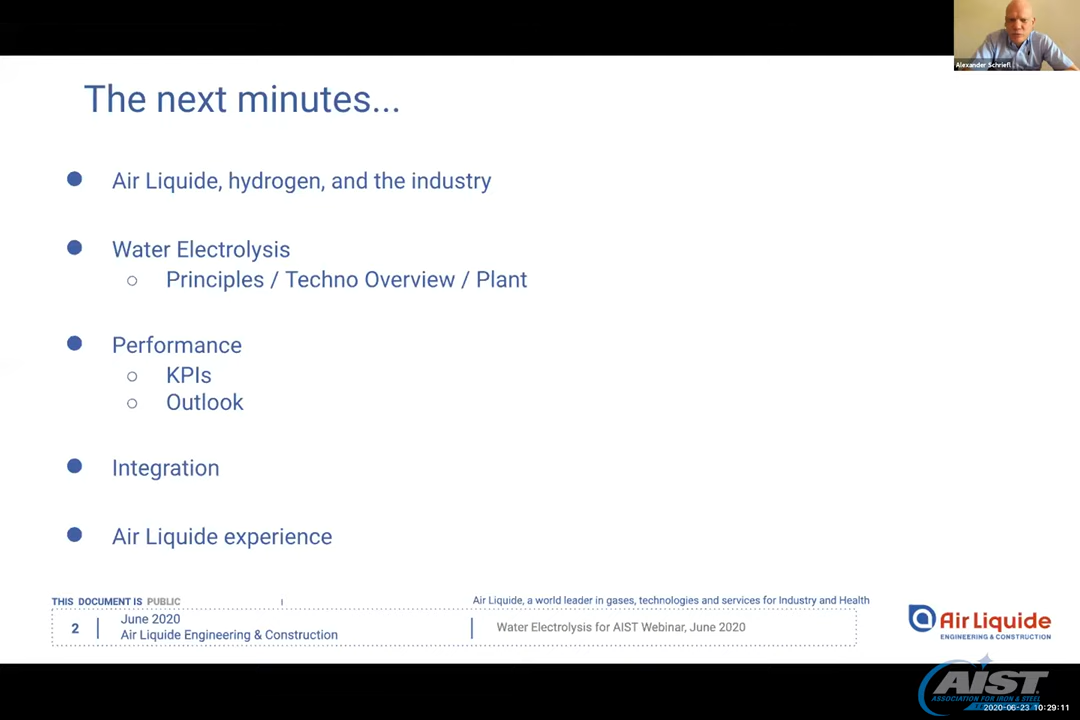 Alexander Schriefl
The next minutes...
Air Liquide, hydrogen, and the industry
Water Electrolysis
Principles / Techno Overview / Plant
Performance
KPIs
Outlook
Integration
Air Liquide experience
THIS DOCUMENT IS PUBLIC
Air Liquide, a world leader in gases, technologies and services for Industry and Health
2
June 2020
Air Liquide Engineering & Construction
Water Electrolysis for AIST Webinar, June 2020
Air Liquide
ENGINEERING & CONSTRUCTION
AIST
ASSOCIATION FOR IRON & STEEL
2020-06-23 10:29:11